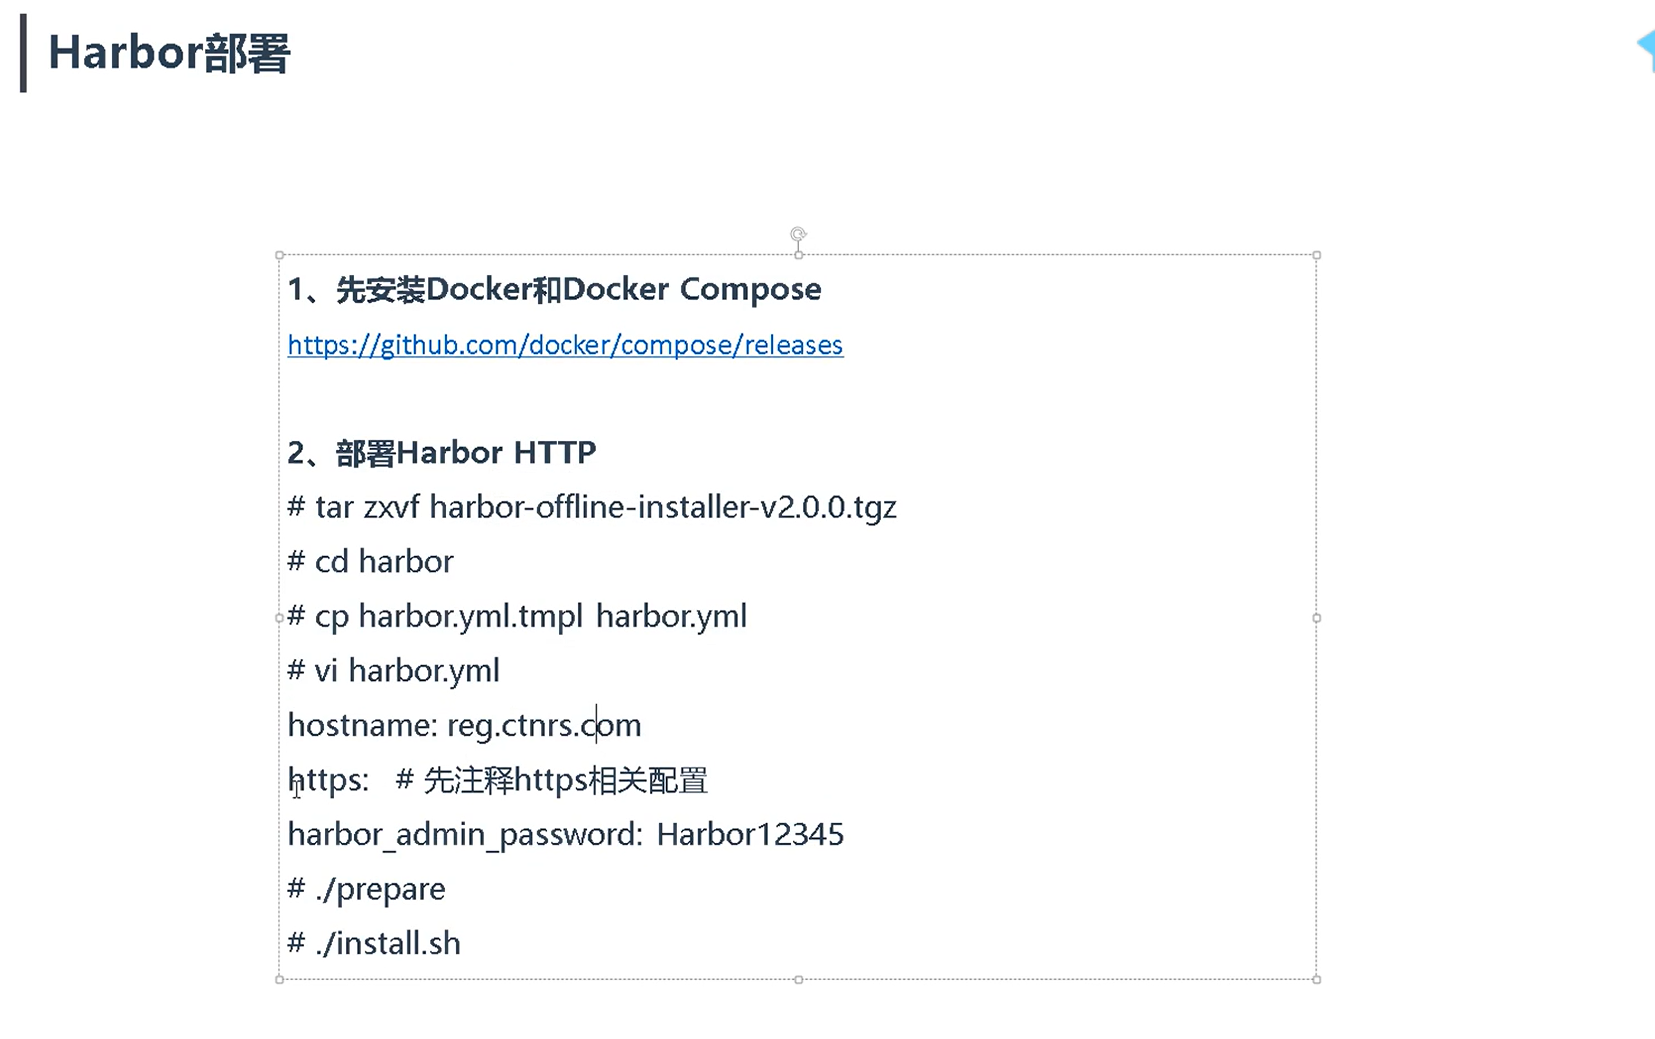 Harbor部署
1、先安装Docker和Docker Compose
https://github.com/docker/compose/releases
2、部署Harbor HTTP
# tar zxvf harbor-offline-installer-v2.0.0.tgz
# cd harbor
# cp harbor.yml.tmpl harbor.yml
# vi harbor.yml
hostname: reg.ctnrs.com
https: # 先注释https相关配置
harbor_admin_password: Harbor12345
# ./prepare
# ./install.sh